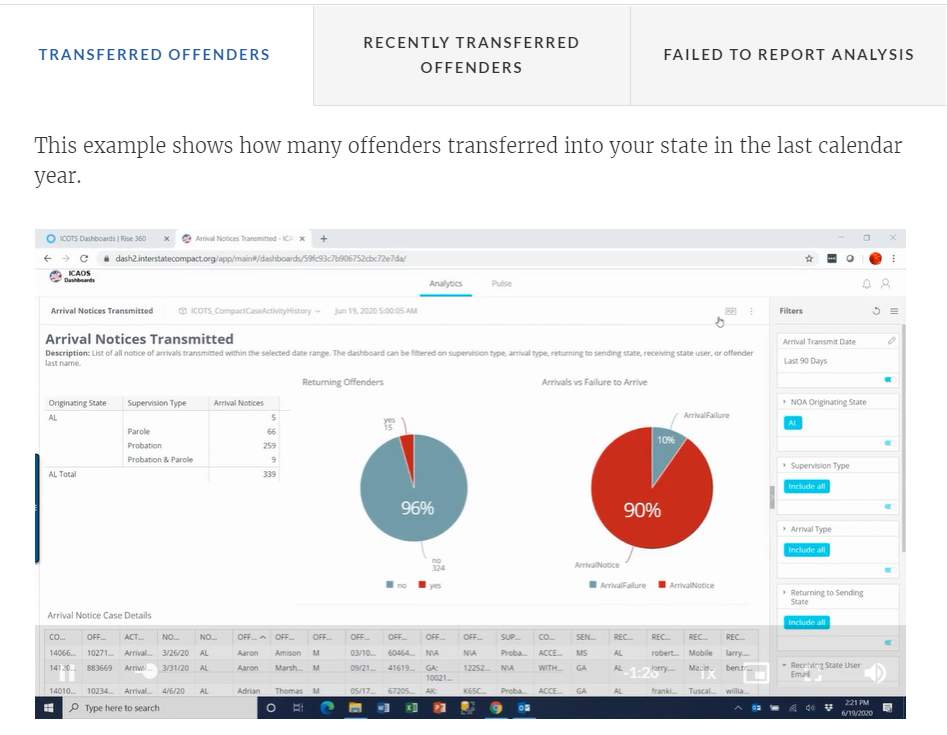 TRANSFERRED OFFENDERS
RECENTLY TRANSFERRED
OFFENDERS
FAILED TO REPORT ANALYSIS
This example shows how many offenders transferred into your state in the last calendar
year.
ICOTS Dashboards | Rise 360
Arrival Notices Transmitted - IC
dash2.interstatecompact.org/app/main#/dashboards/59fc93c7b906752cbc72e7da/
ICAOS
Dashboards
Analytics Pulse
Arrival Notices Transmitted ICOTS_CompactCaseActivityHistory Jun 19, 2020 5:00:05 AM
Filters
Arrival Notices Transmitted
Description: List of all notice of arrivals transmitted within the selected date range. The dashboard can be filtered on supervision type, arrival type, returning to sending state, receiving state user, or offender
last name.
Arrival Transmit Date
Last 90 Days
Returning Offenders
Arrivals vs Failure to Arrive
Originating State Supervision Type Arrival Notices
AL 5
Parole 66
Probation 259
Probation & Parole 9
AL Total 339
yes
15
96%
no
324
no yes
ArrivalFailure
10%
90%
ArrivalNotice
ArrivalFailure ArrivalNotice
NOA Originating State
AL
Supervision Type
Include all
Arrival Type
Include all
Returning to Sending
State
Include all
Receiving State User
Email
Arrival Notice Case Details
CO... OFF... ACT... NO... NO... OFF... OFF... OFF... OFF... OFF... OFF... OFF... SUP... CO... SEN... REC... REC... REC... REC...
14066... 10271... Arrival... 3/26/20 AL Aaron Amison M 03/10... 60464... N\A N\A Proba... ACCE... MS AL robert... Mobile larry....
883669 Arrival... 3/31/20 AL Aaron Marsh... M 09/21... 41619... GA: 12252... N\A WITH... GA AL
10021...
14010... 10234... Arrival... 4/6/20 AL Adrian Thomas M 05/17... 67205... AK: K65C... Proba... ACCE... GA AL franki... Tuscal... willia...
-1:26 1X
Type here to search
2:21 PM
6/19/2020